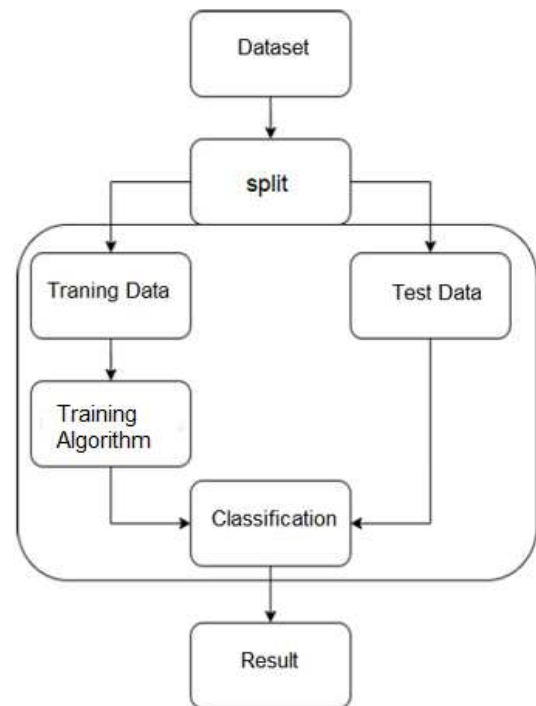 Dataset
split
Traning Data
Test Data
Training
Algorithm
Classification
Result